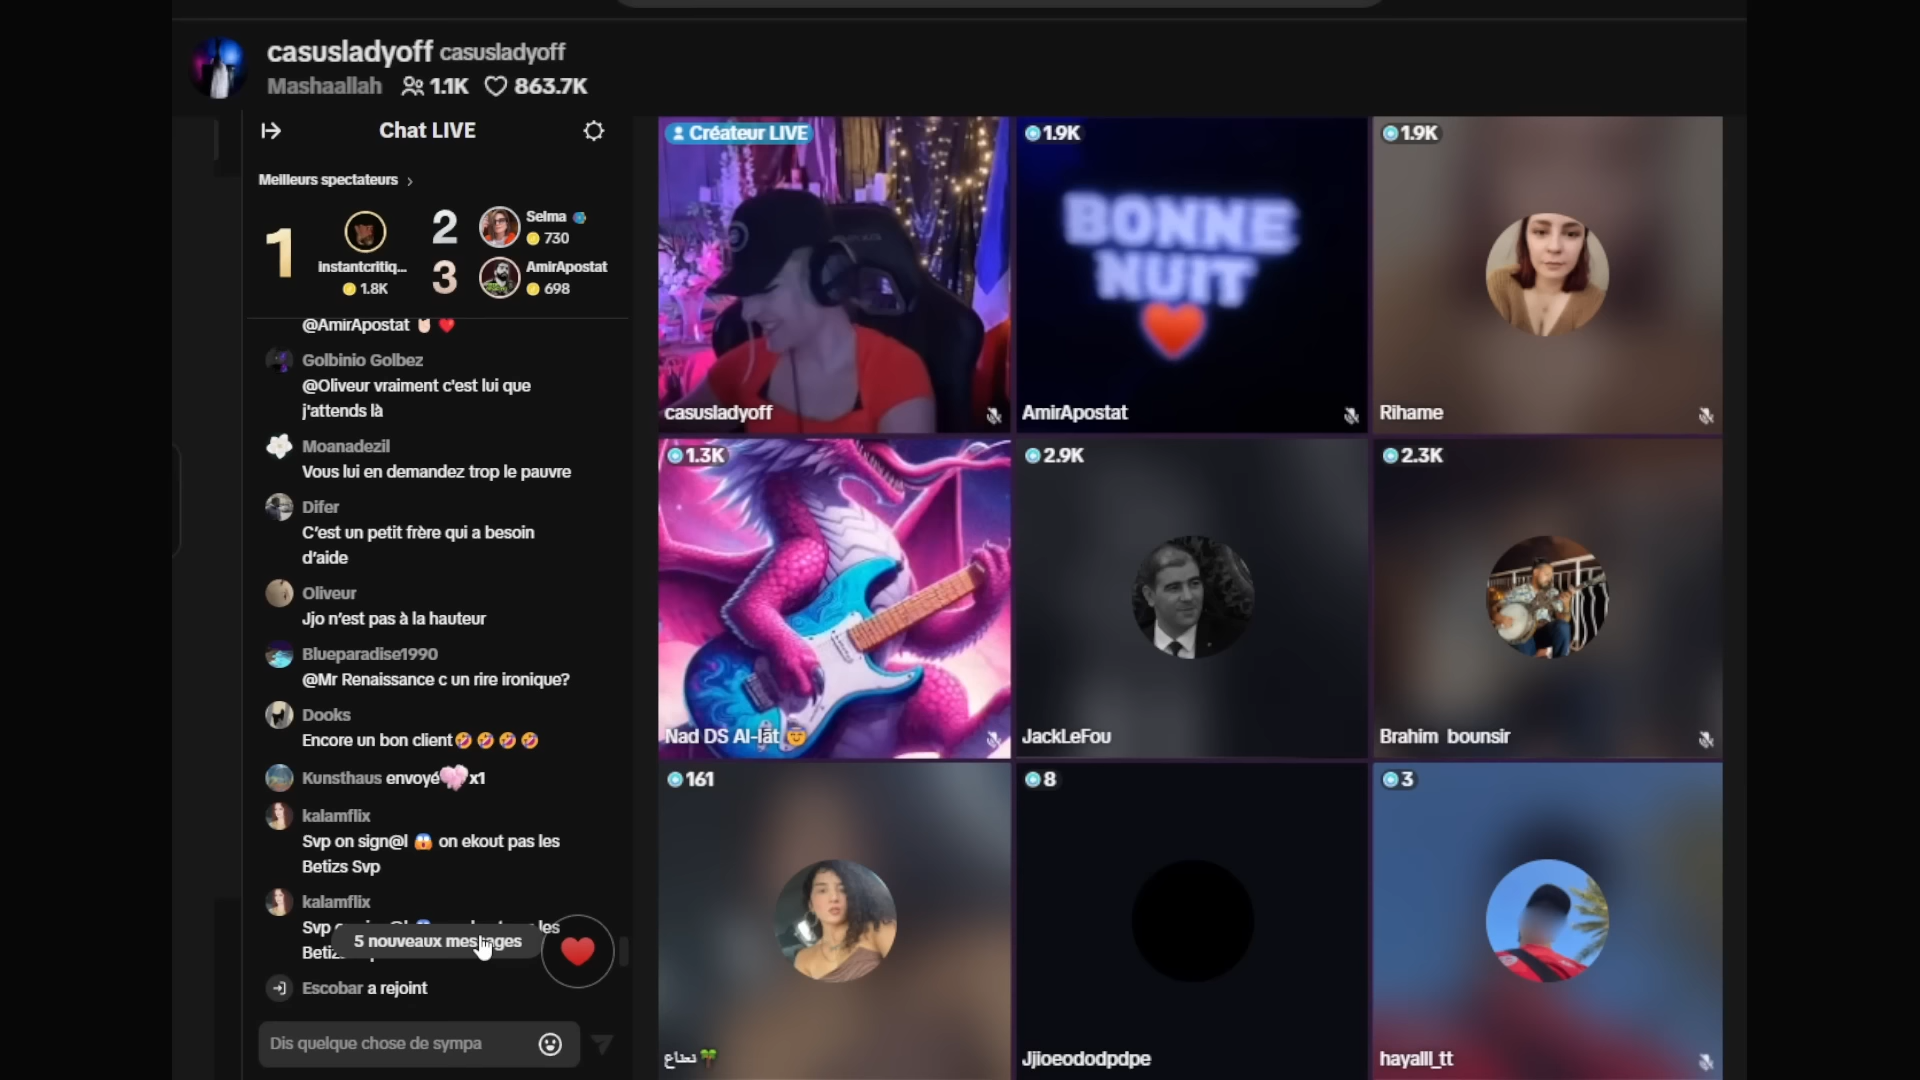 casusladyoff casusladyoff
Mashaallah 1.1K 863.7K
Chat LIVE
Meilleurs spectateurs
1
Instantcritiq...
1.8K
2
Selma
730
3
AmirApostat
698
@AmirApostat
Golbinio Golbez
@Oliveur vraiment c'est lui que
j'attends là
Moanadezil
Vous lui en demandez trop le pauvre
Difer
C'est un petit frère qui a besoin
d'aide
Oliveur
Jjo n'est pas à la hauteur
Blueparadise1990
@Mr Renaissance c un rire ironique?
Dooks
Encore un bon client🤣🤣🤣🤣
Kunsthaus envoyé x1
kalamflix
Svp on sign@l 😱 on ekout pas les
Betizs Svp
kalamflix
Svp les
5 nouveaux messages
Escobar a rejoint
Dis quelque chose de sympa
Créateur LIVE
casusladyoff
1.9K
BONNE
NUIT
AmirApostat
1.9K
Rihame
1.3K
Nad DS Al-lāt
2.9K
JackLeFou
2.3K
Brahim bounsir
161
نعناع🌴
8
Jjioeododpdpe
3
hayalll_tt